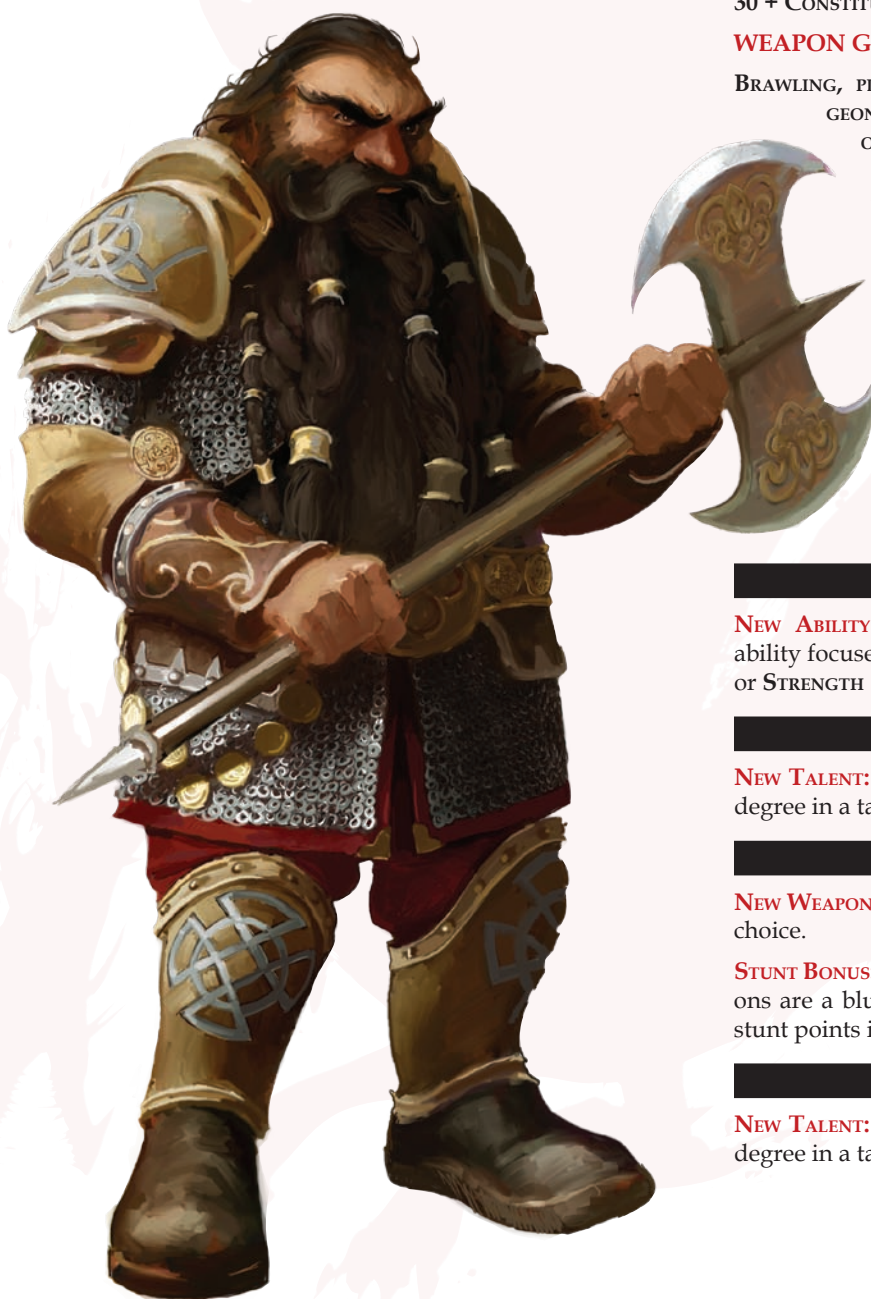 30 + CONSTITU
WEAPON G
BRAWLING, P
GEON
O
NEW ABILITY
ability focuse
or STRENGTH
NEW TALENT:
degree in a ta
NEW WEAPON
choice.
STUNT BONUS
ons are a blu
stunt points i
NEW TALENT:
degree in a ta